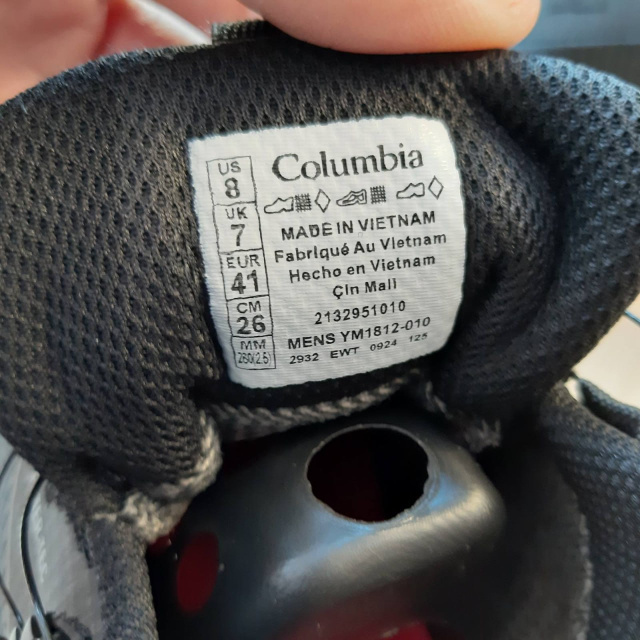 US
8
UK
7
EUR
41
CM
26
MM
260(2.5)
Columbia
MADE IN VIETNAM
Fabriqué Au Vietnam
Hecho en Vietnam
Çin Mali
2132951010
MENS YM1812-010
2932 EWT 0924 125